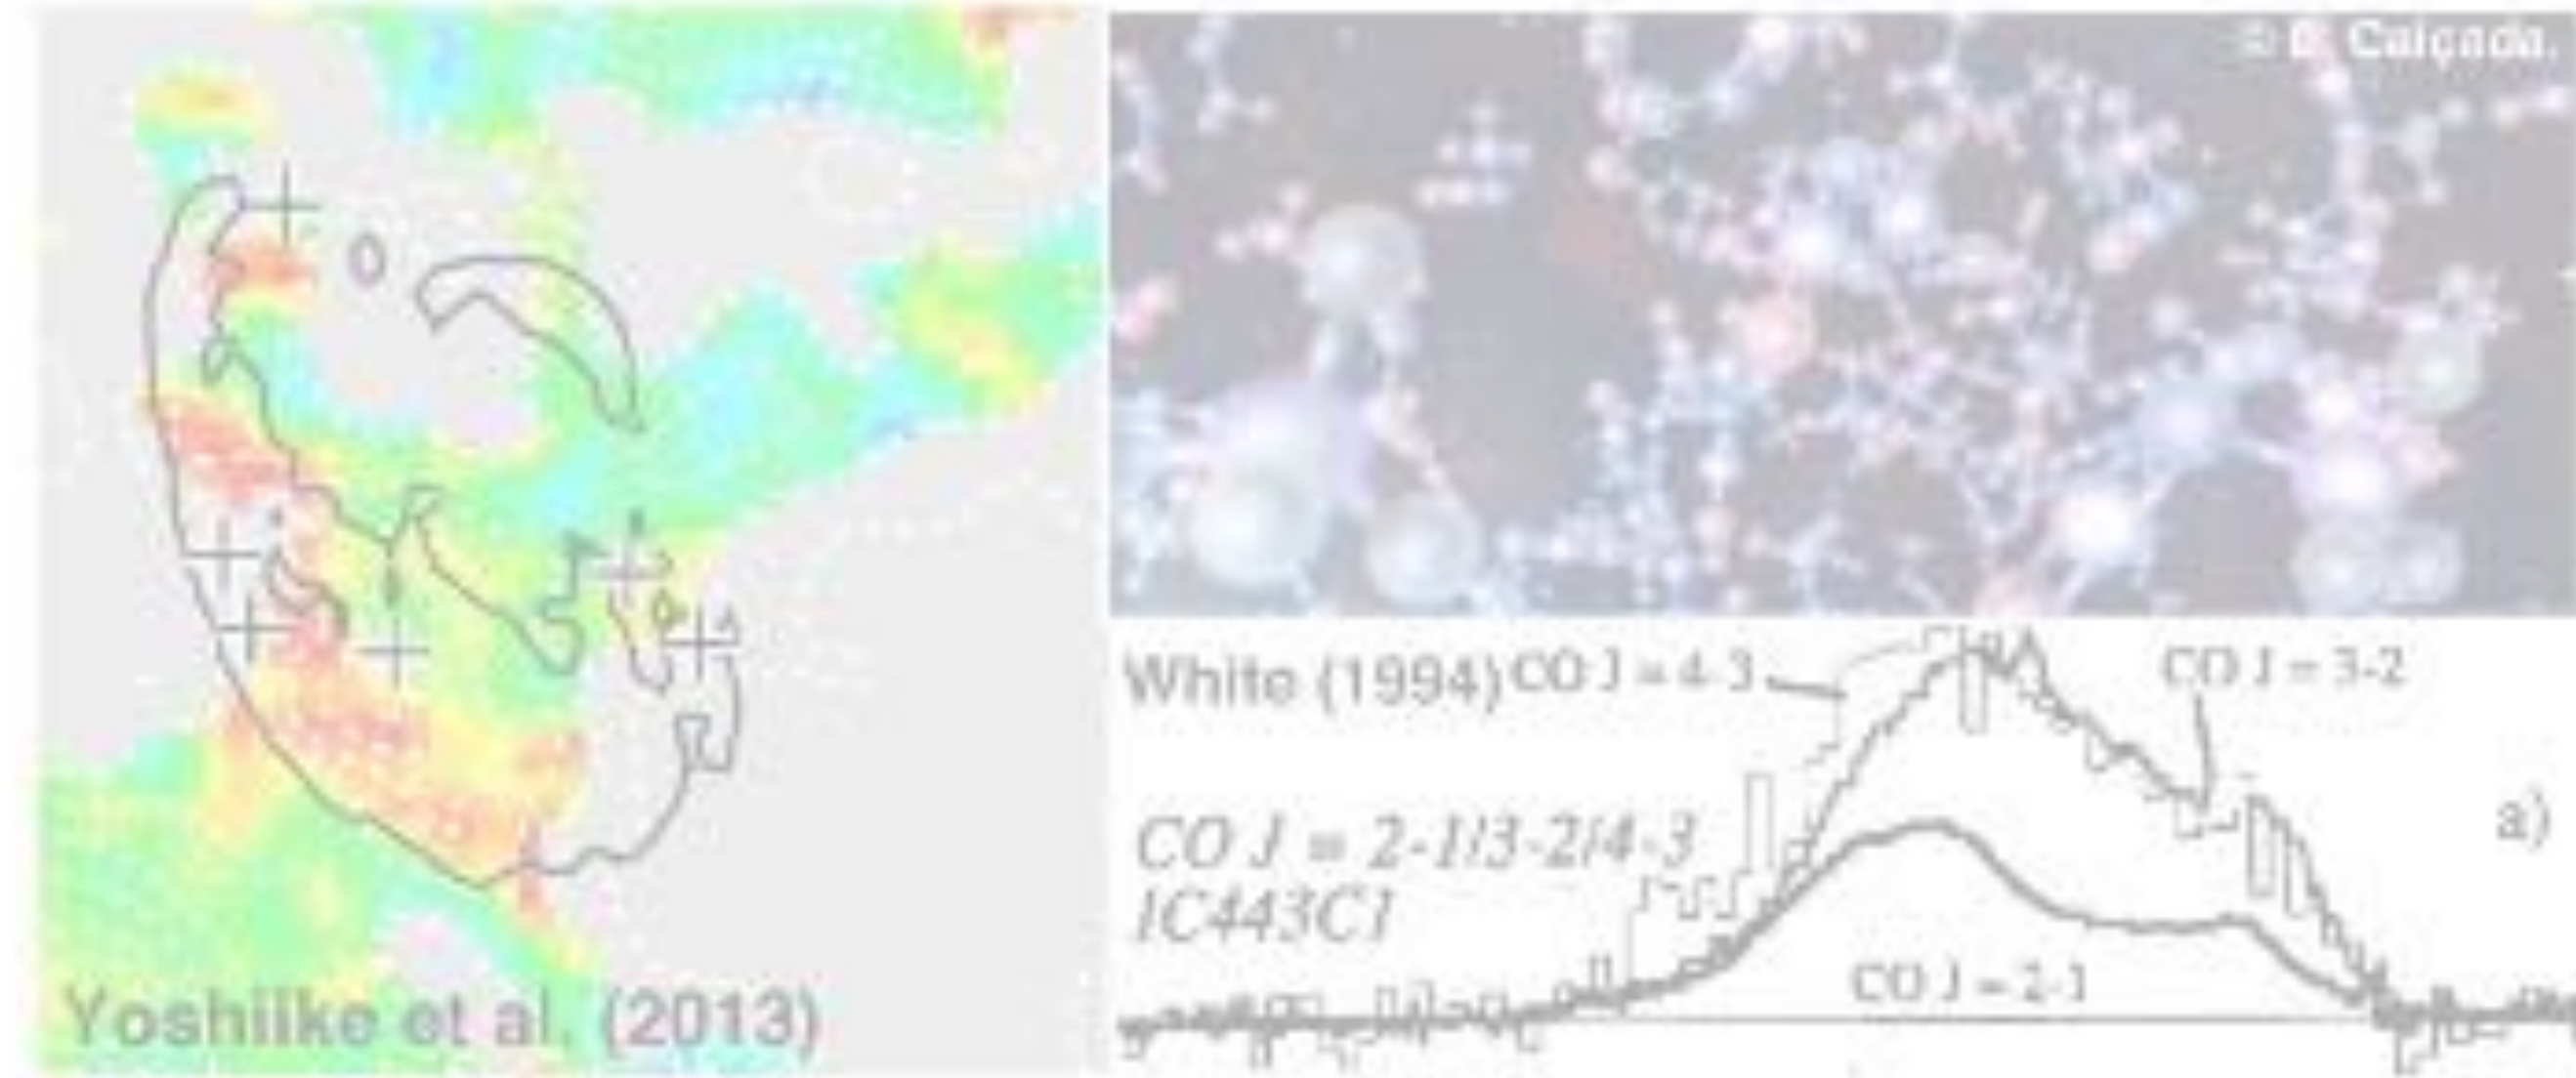 Yoshiike et al. (2013)
Calçada.
White (1994)
CO J = 4-3
CO J = 3-2
CO J = 2-1/3-2/4-3
IC443C1
a)
CO J = 2-1